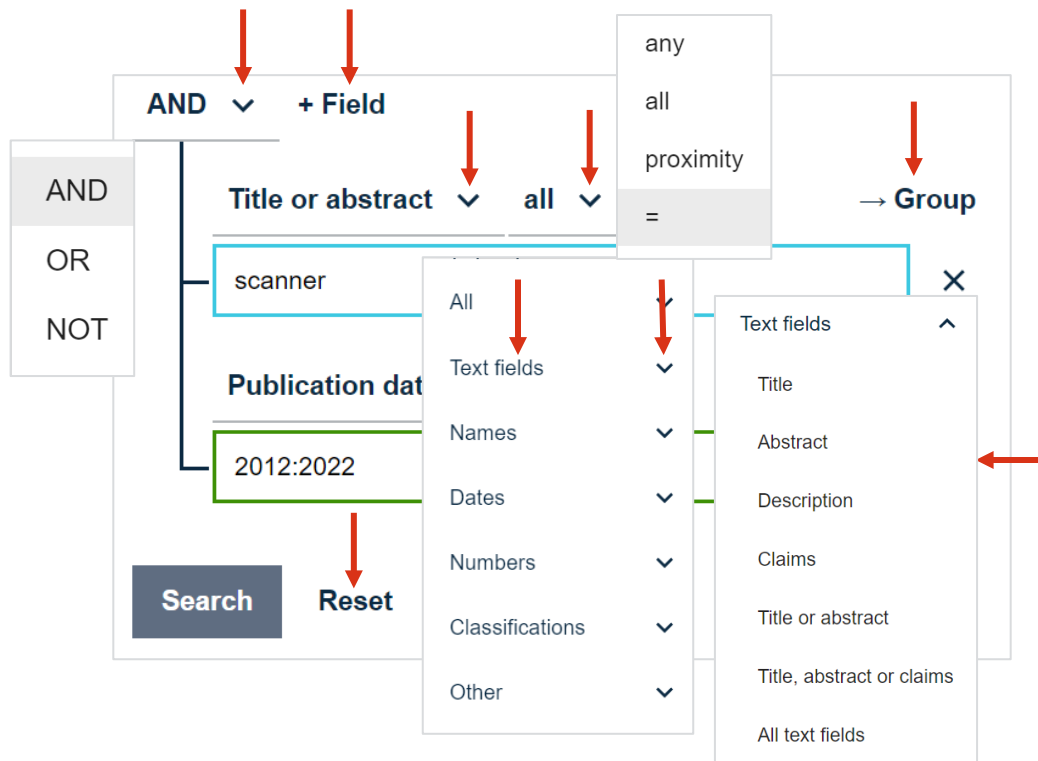 AND
+ Field
AND
OR
NOT
Title or abstract
all
any
all
proximity
=
→ Group
scanner
Publication dat
2012:2022
All
Text fields
Names
Dates
Numbers
Classifications
Other
Text fields
Title
Abstract
Description
Claims
Title or abstract
Title, abstract or claims
All text fields
Search
Reset